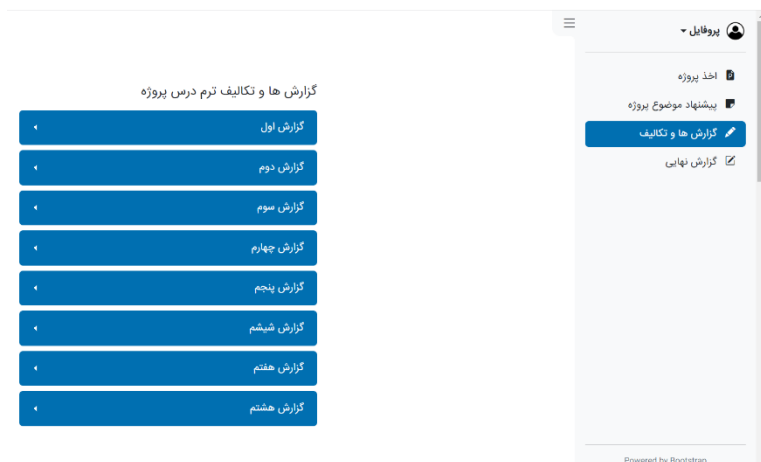 پروفایل
اخذ پروژه
پیشنهاد موضوع پروژه
گزارش ها و تکالیف
گزارش نهایی
Powered by Bootstrap
گزارش ها و تکالیف ترم درس پروژه
گزارش اول
گزارش دوم
گزارش سوم
گزارش چهارم
گزارش پنجم
گزارش شیشم
گزارش هفتم
گزارش هشتم